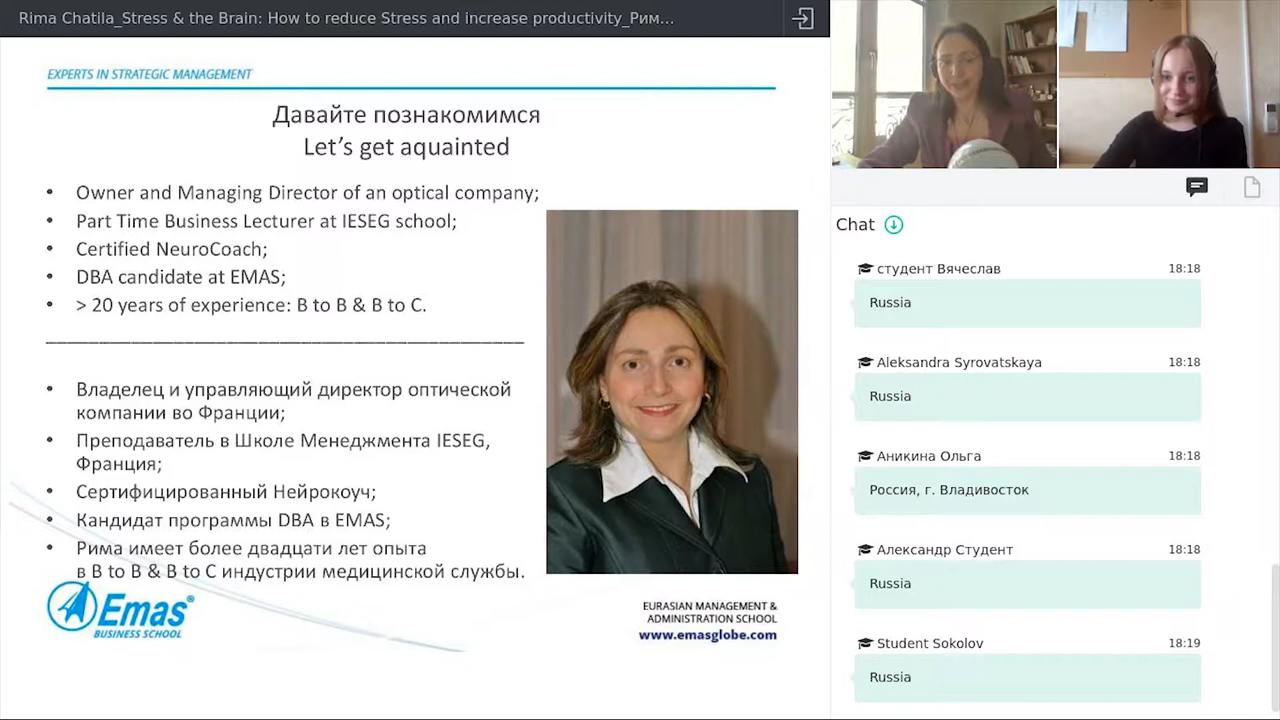 Rima Chatila_Stress & the Brain: How to reduce Stress and increase productivity_Рим...
EXPERTS IN STRATEGIC MANAGEMENT
Давайте познакомимся
Let's get aquainted
• Owner and Managing Director of an optical company;
• Part Time Business Lecturer at IESEG school;
• Certified NeuroCoach;
• DBA candidate at EMAS;
• > 20 years of experience: B to B & B to C.
• Владелец и управляющий директор оптической
компании во Франции;
• Преподаватель в Школе Менеджмента IESEG,
Франция;
• Сертифицированный Нейрокоуч;
• Кандидат программы DBA в EMAS;
• Рима имеет более двадцати лет опыта
в B to B & B to C индустрии медицинской службы.
Emas®
BUSINESS SCHOOL
EURASIAN MANAGEMENT &
ADMINISTRATION SCHOOL
www.emasglobe.com
Chat
студент Вячеслав 18:18
Russia
Aleksandra Syrovatskaya 18:18
Russia
Аникина Ольга 18:18
Россия, г. Владивосток
Александр Студент 18:18
Russia
Student Sokolov 18:19
Russia